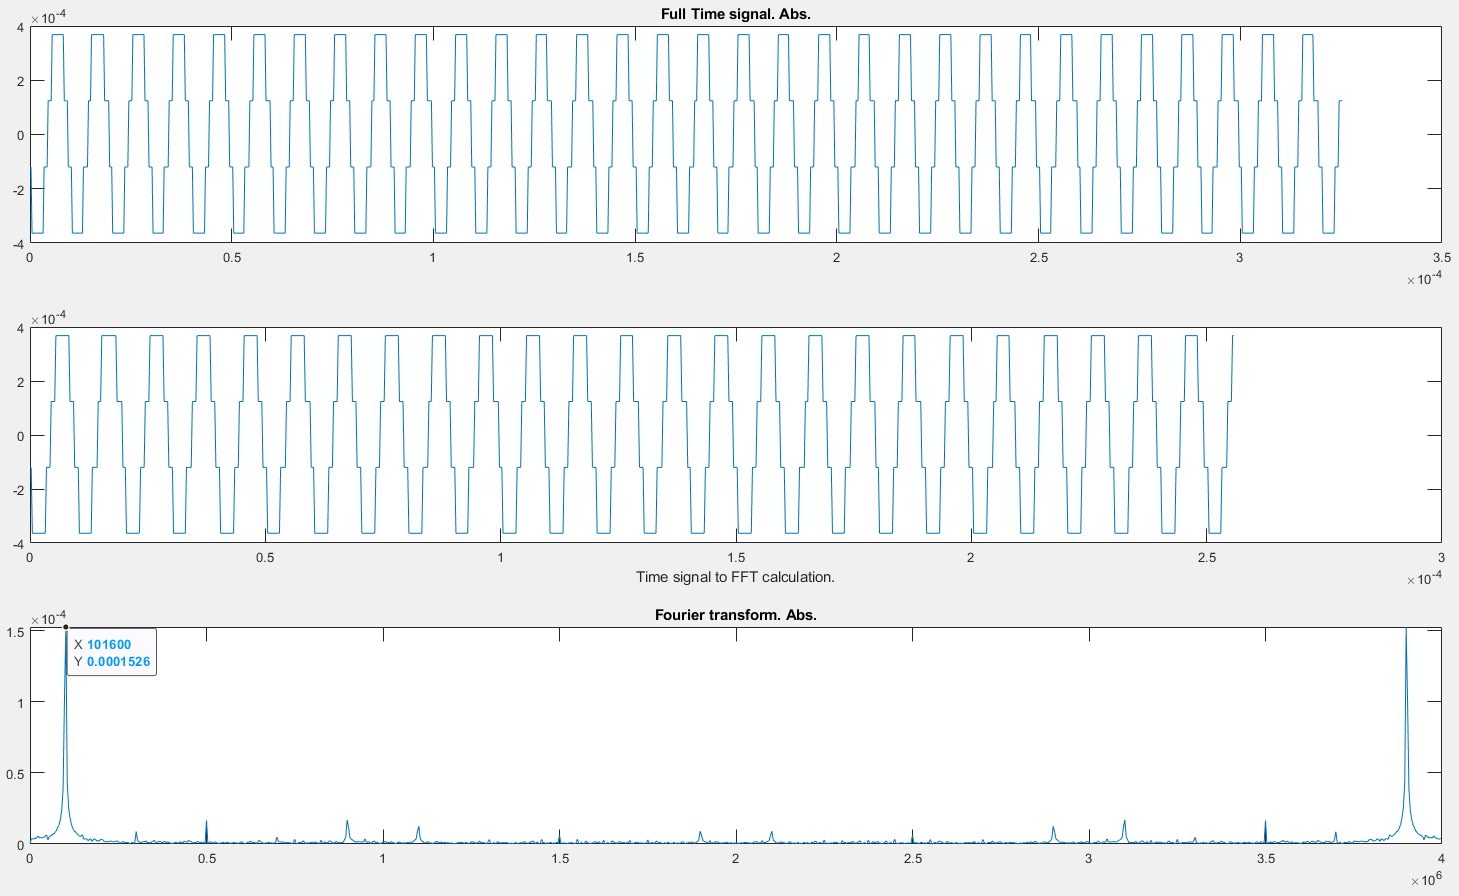 Full Time signal. Abs.
×10-4
4
2
0
-2
-4
0 0.5 1 1.5 2 2.5 3 3.5
×10-4
×10-4
4
2
0
-2
-4
0 0.5 1 1.5 2 2.5 3
Time signal to FFT calculation.
×10-4
Fourier transform. Abs.
×10-4
1.5
X 101600
Y 0.0001526
1
0.5
0
0 0.5 1 1.5 2 2.5 3 3.5 4
×106